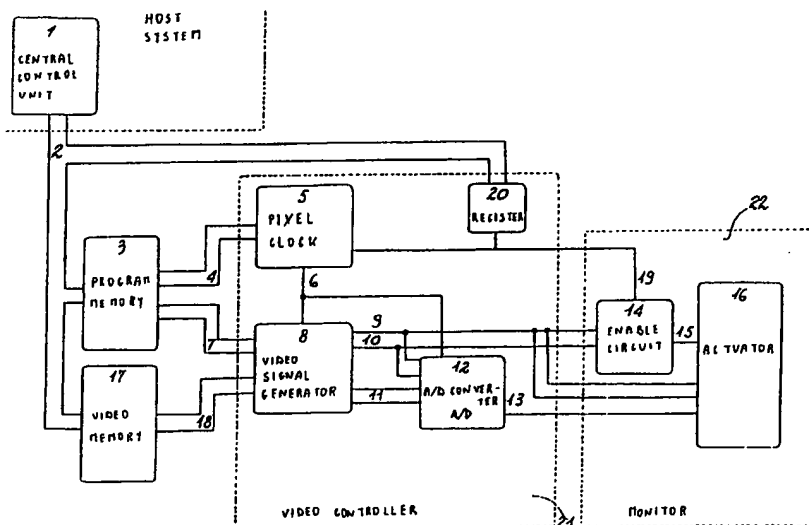 HOST
SYSTEM
1
CENTRAL
CONTROL
UNIT
2
20
REGISTER
5
PIXEL
CLOCK
22
3
PROGRAM
MEMORY
4
6
19
14
ENABLE
CIRCUIT
15
16
ACTUATOR
7
8
VIDEO
SIGNAL
GENERATOR
9
10
11
12
A/D CONVER-
TER
A/D
13
17
VIDEO
MEMORY
18
VIDEO CONTROLLER
21
MONITOR